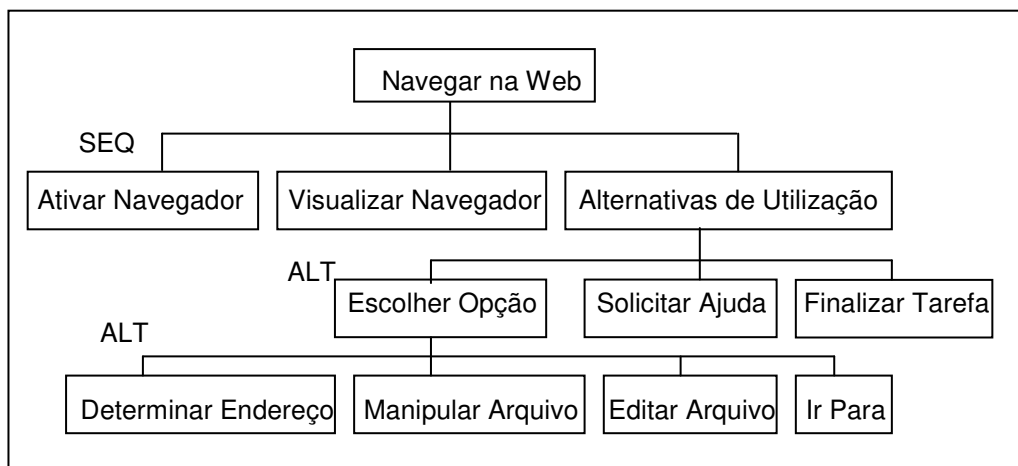 Navegar na Web
SEQ
Ativar Navegador
Visualizar Navegador
Alternativas de Utilização
ALT
Escolher Opção
Solicitar Ajuda
Finalizar Tarefa
ALT
Determinar Endereço
Manipular Arquivo
Editar Arquivo
Ir Para